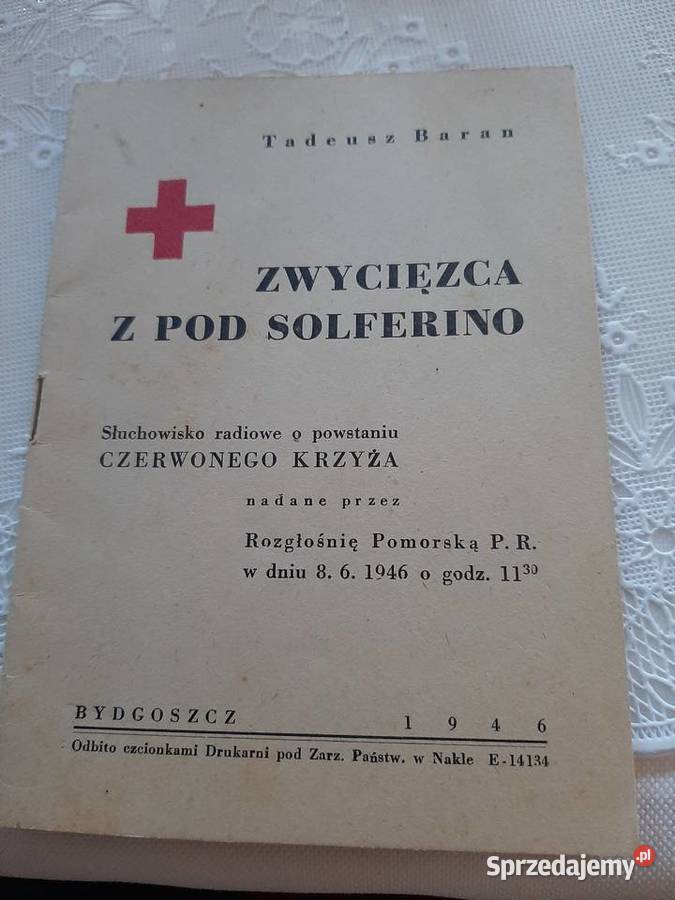 Tadeusz Baran
ZWYCIĘZCA
Z POD SOLFERINO
Słuchowisko radiowe o powstaniu
CZERWONEGO KRZYŻA
nadane przez
Rozgłośnię Pomorską P. R.
w dniu 8. 6. 1946 o godz. 11³⁰
BYDGOSZCZ 1946
Odbito czcionkami Drukarni pod Zarz. Państw. w Nakle E-14134
Sprzedajemy.pl